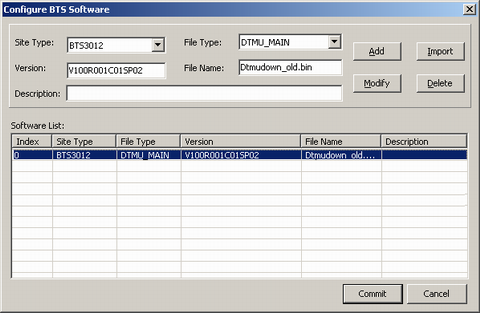 Configure BTS Software
Site Type: BTS3012 File Type: DTMU_MAIN Add Import
Version: V100R001C01SP02 File Name: Dtmudown_old.bin
Description: Modify Delete
Software List:
Index Site Type File Type Version File Name Description
0 BTS3012 DTMU_MAIN V100R001C01SP02 Dtmudown_old....
Commit Cancel